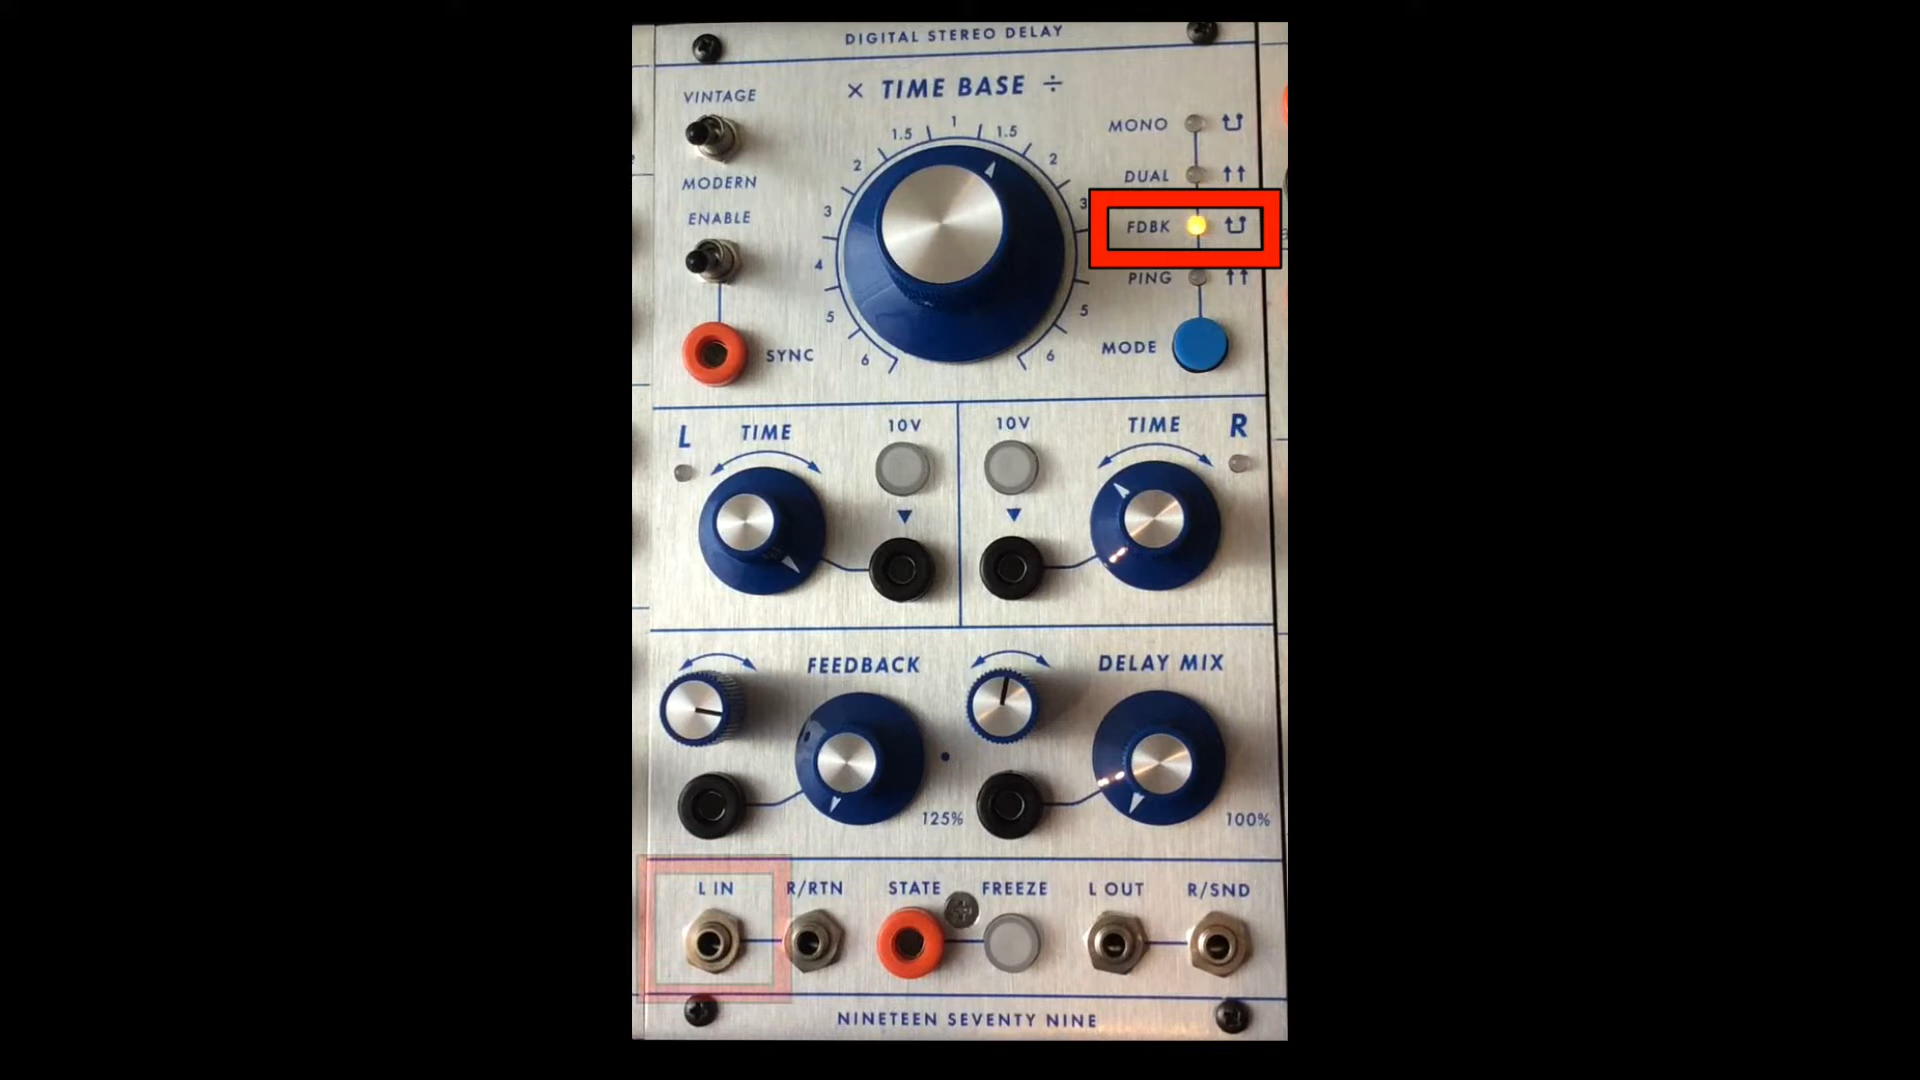 DIGITAL STEREO DELAY
× TIME BASE ÷
VINTAGE
MODERN
ENABLE
SYNC
6 5 4 3 2 1.5 1 1.5 2 3 5 6
MONO
DUAL
FDBK
PING
MODE
L TIME 10V
10V TIME R
FEEDBACK
125%
DELAY MIX
100%
L IN R/RTN STATE FREEZE L OUT R/SND
NINETEEN SEVENTY NINE